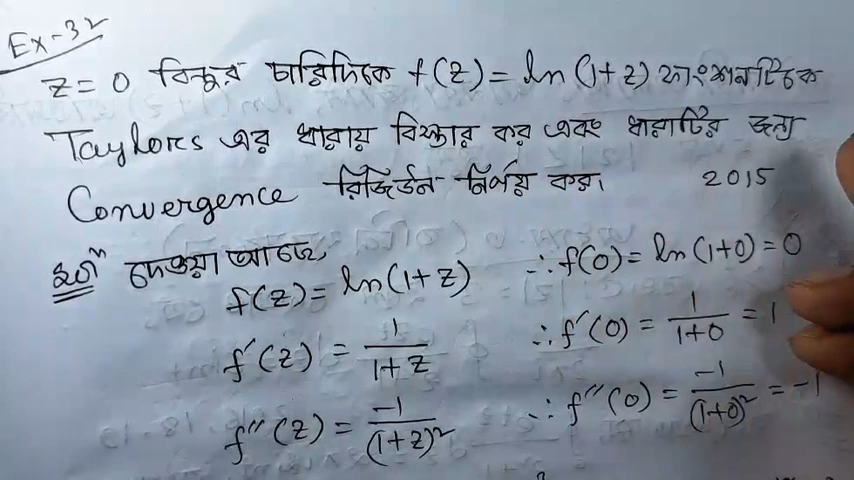 Ex-32
z = 0 বিন্দুর চারিদিকে f(z) = ln(1+z) ফাংশনটিকে
Taylors এর ধারায় বিস্তার কর এবং ধারাটির জন্য
Convergence রিজিওন নির্ণয় কর। 2015
দেওয়া আছে,
f(z) = ln(1+z) ∴ f(0) = ln(1+0) = 0
f′(z) = 1/(1+z) ∴ f′(0) = 1/(1+0) = 1
f″(z) = -1/(1+z)² ∴ f″(0) = -1/(1+0)² = -1